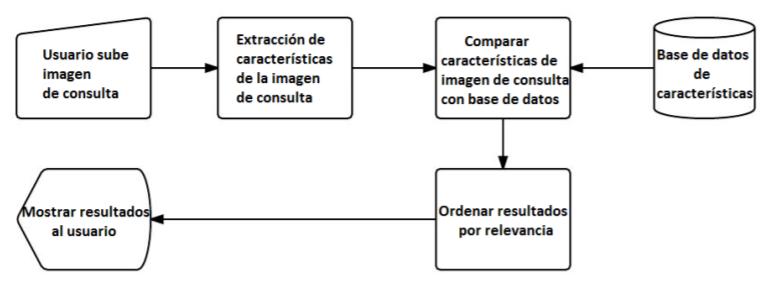 Usuario sube
imagen
de consulta
Extracción de
características
de la imagen
de consulta
Comparar
características de
imagen de consulta
con base de datos
Base de datos
de
características
Mostrar resultados
al usuario
Ordenar resultados
por relevancia